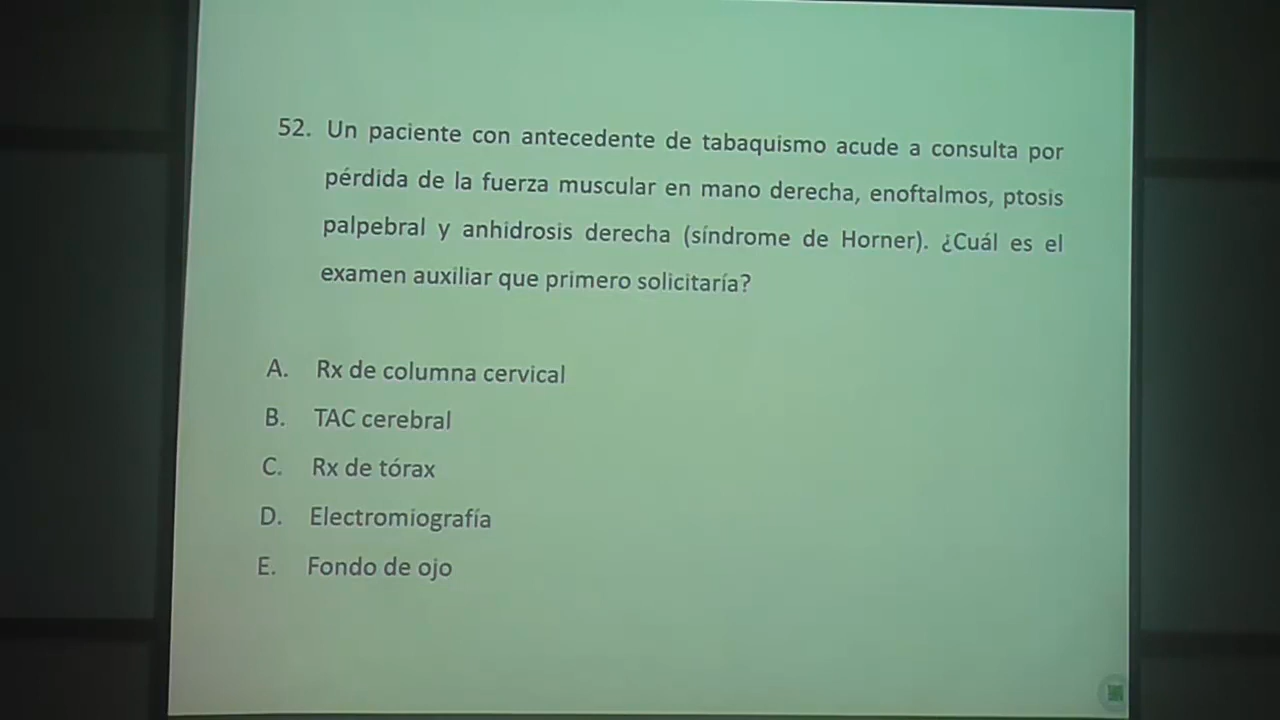 52. Un paciente con antecedente de tabaquismo acude a consulta por
pérdida de la fuerza muscular en mano derecha, enoftalmos, ptosis
palpebral y anhidrosis derecha (síndrome de Horner). ¿Cuál es el
examen auxiliar que primero solicitaría?
A. Rx de columna cervical
B. TAC cerebral
C. Rx de tórax
D. Electromiografía
E. Fondo de ojo